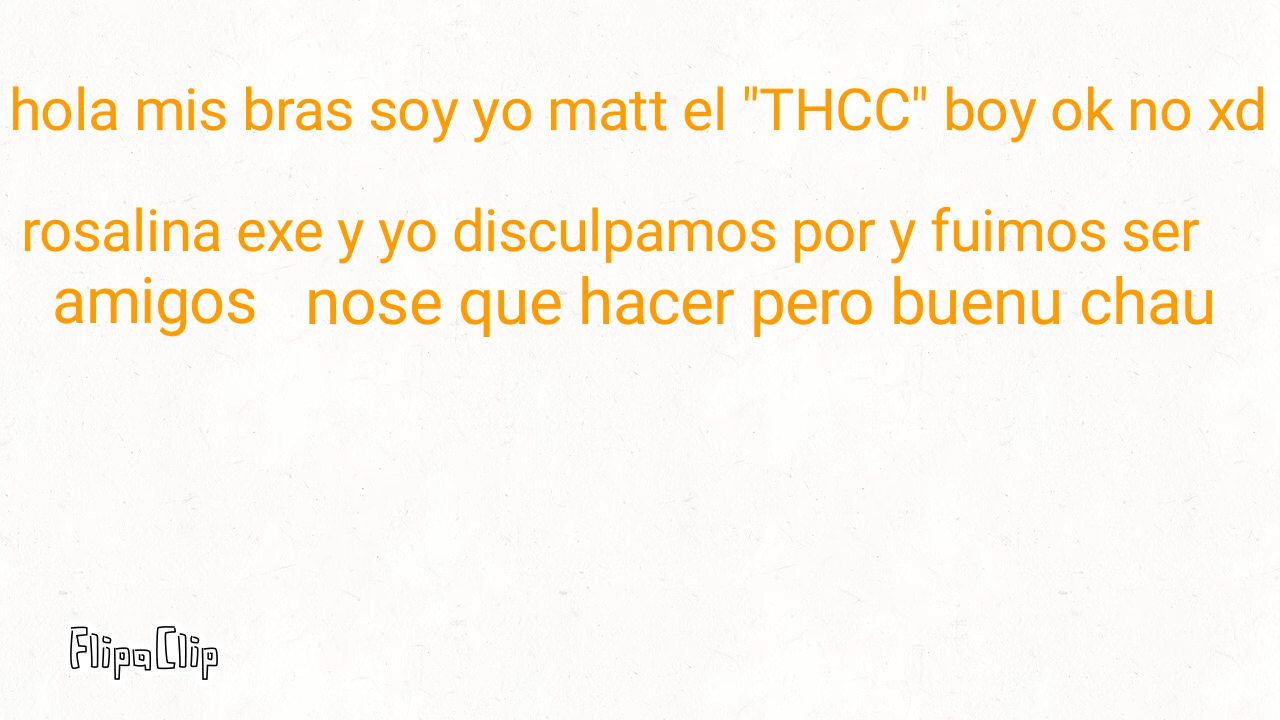 hola mis bras soy yo matt el "THCC" boy ok no xd
rosalina exe y yo disculpamos por y fuimos ser
amigos nose que hacer pero buenu chau
FlipaClip